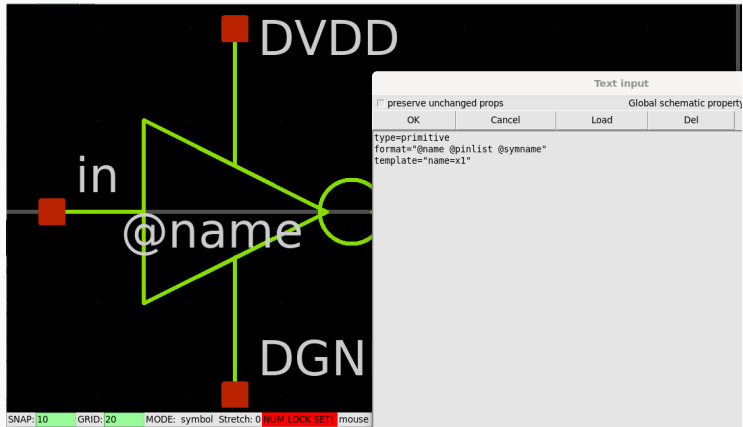 DVDD
in
@name
DGN
Text input
preserve unchanged props Global schematic property
OK Cancel Load Del
type=primitive
format="@name @pinlist @symname"
template="name=x1"
SNAP: 10 GRID: 20 MODE: symbol Stretch: 0 NUM LOCK SET! mouse